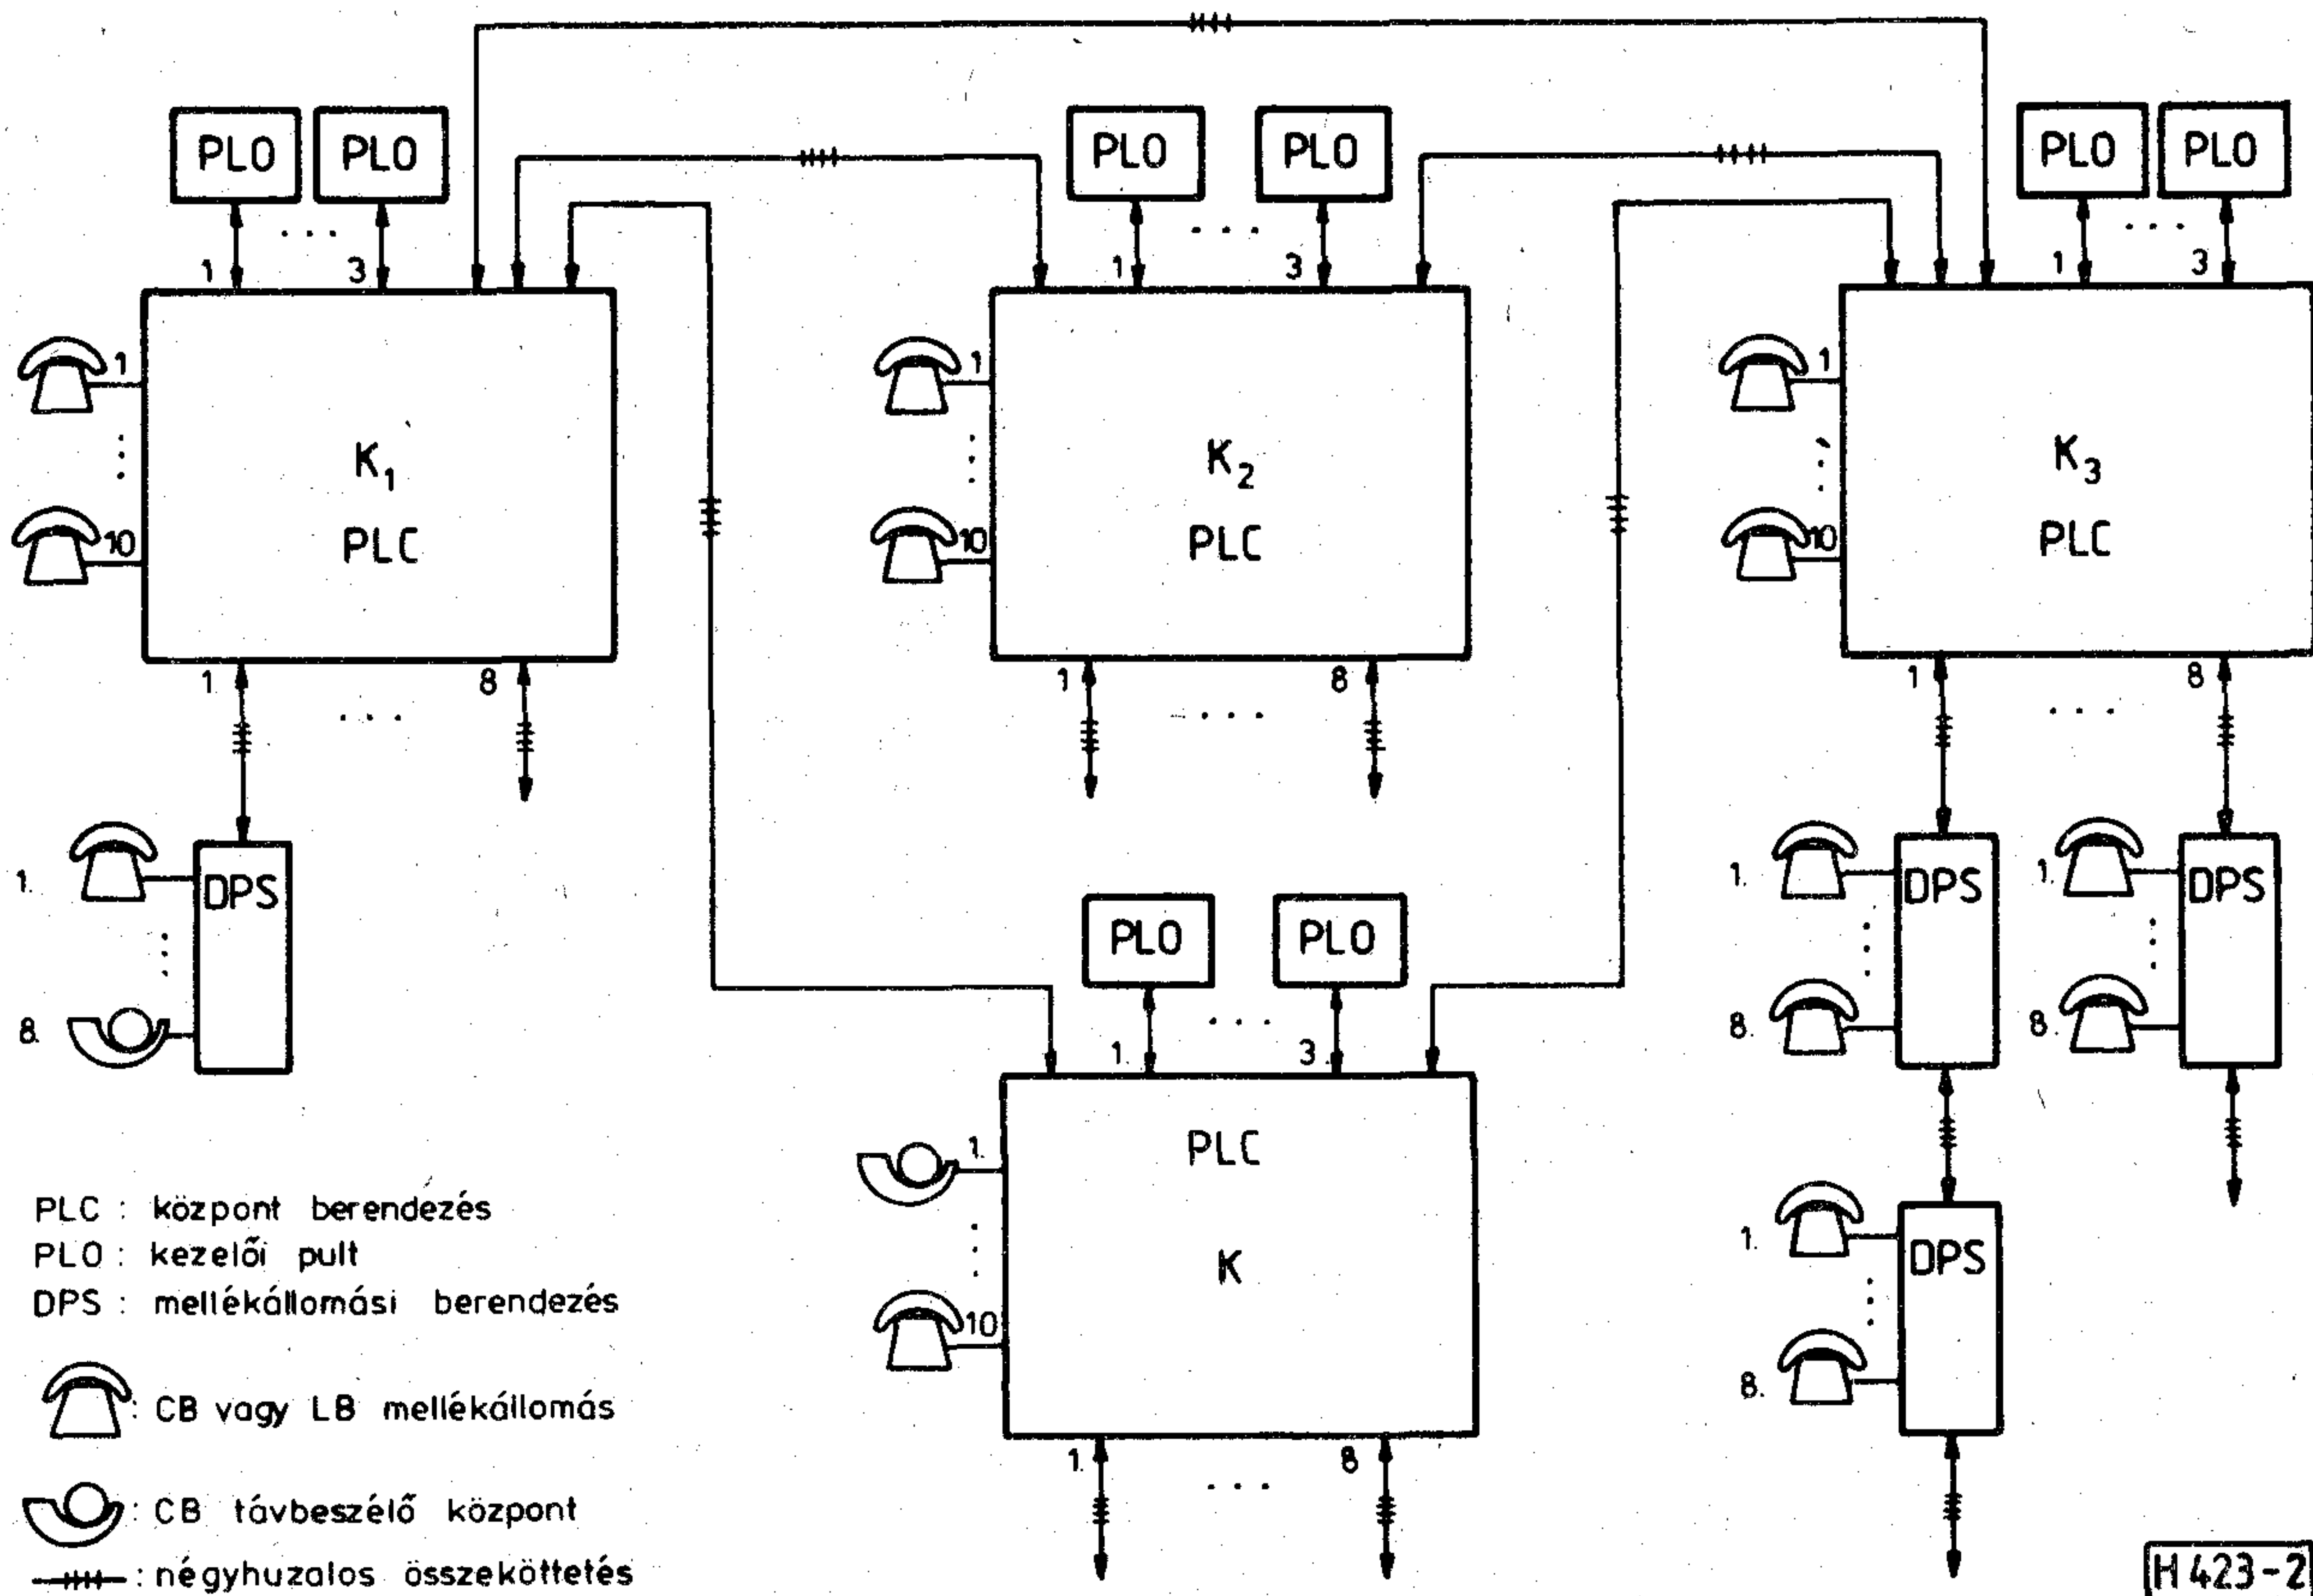 PLO PLO PLO PLO PLO PLO
1 ... 3 1 ... 3 1 ... 3
1 1 1
K₁ K₂ K₃
PLC PLC PLC
10 10 10
1. ... 8 1 ... 8 1 ... 8
1. DPS 1. DPS 1. DPS
8. 8. 8.
PLO PLO
1. ... 3.
1. PLC
K
10
1. ... 8
1. DPS
8.
PLC : központ berendezés
PLO : kezelői pult
DPS : mellékállomási berendezés
: CB vagy LB mellékállomás
: CB távbeszélő központ
: négyhuzalos összeköttetés
H 423-2